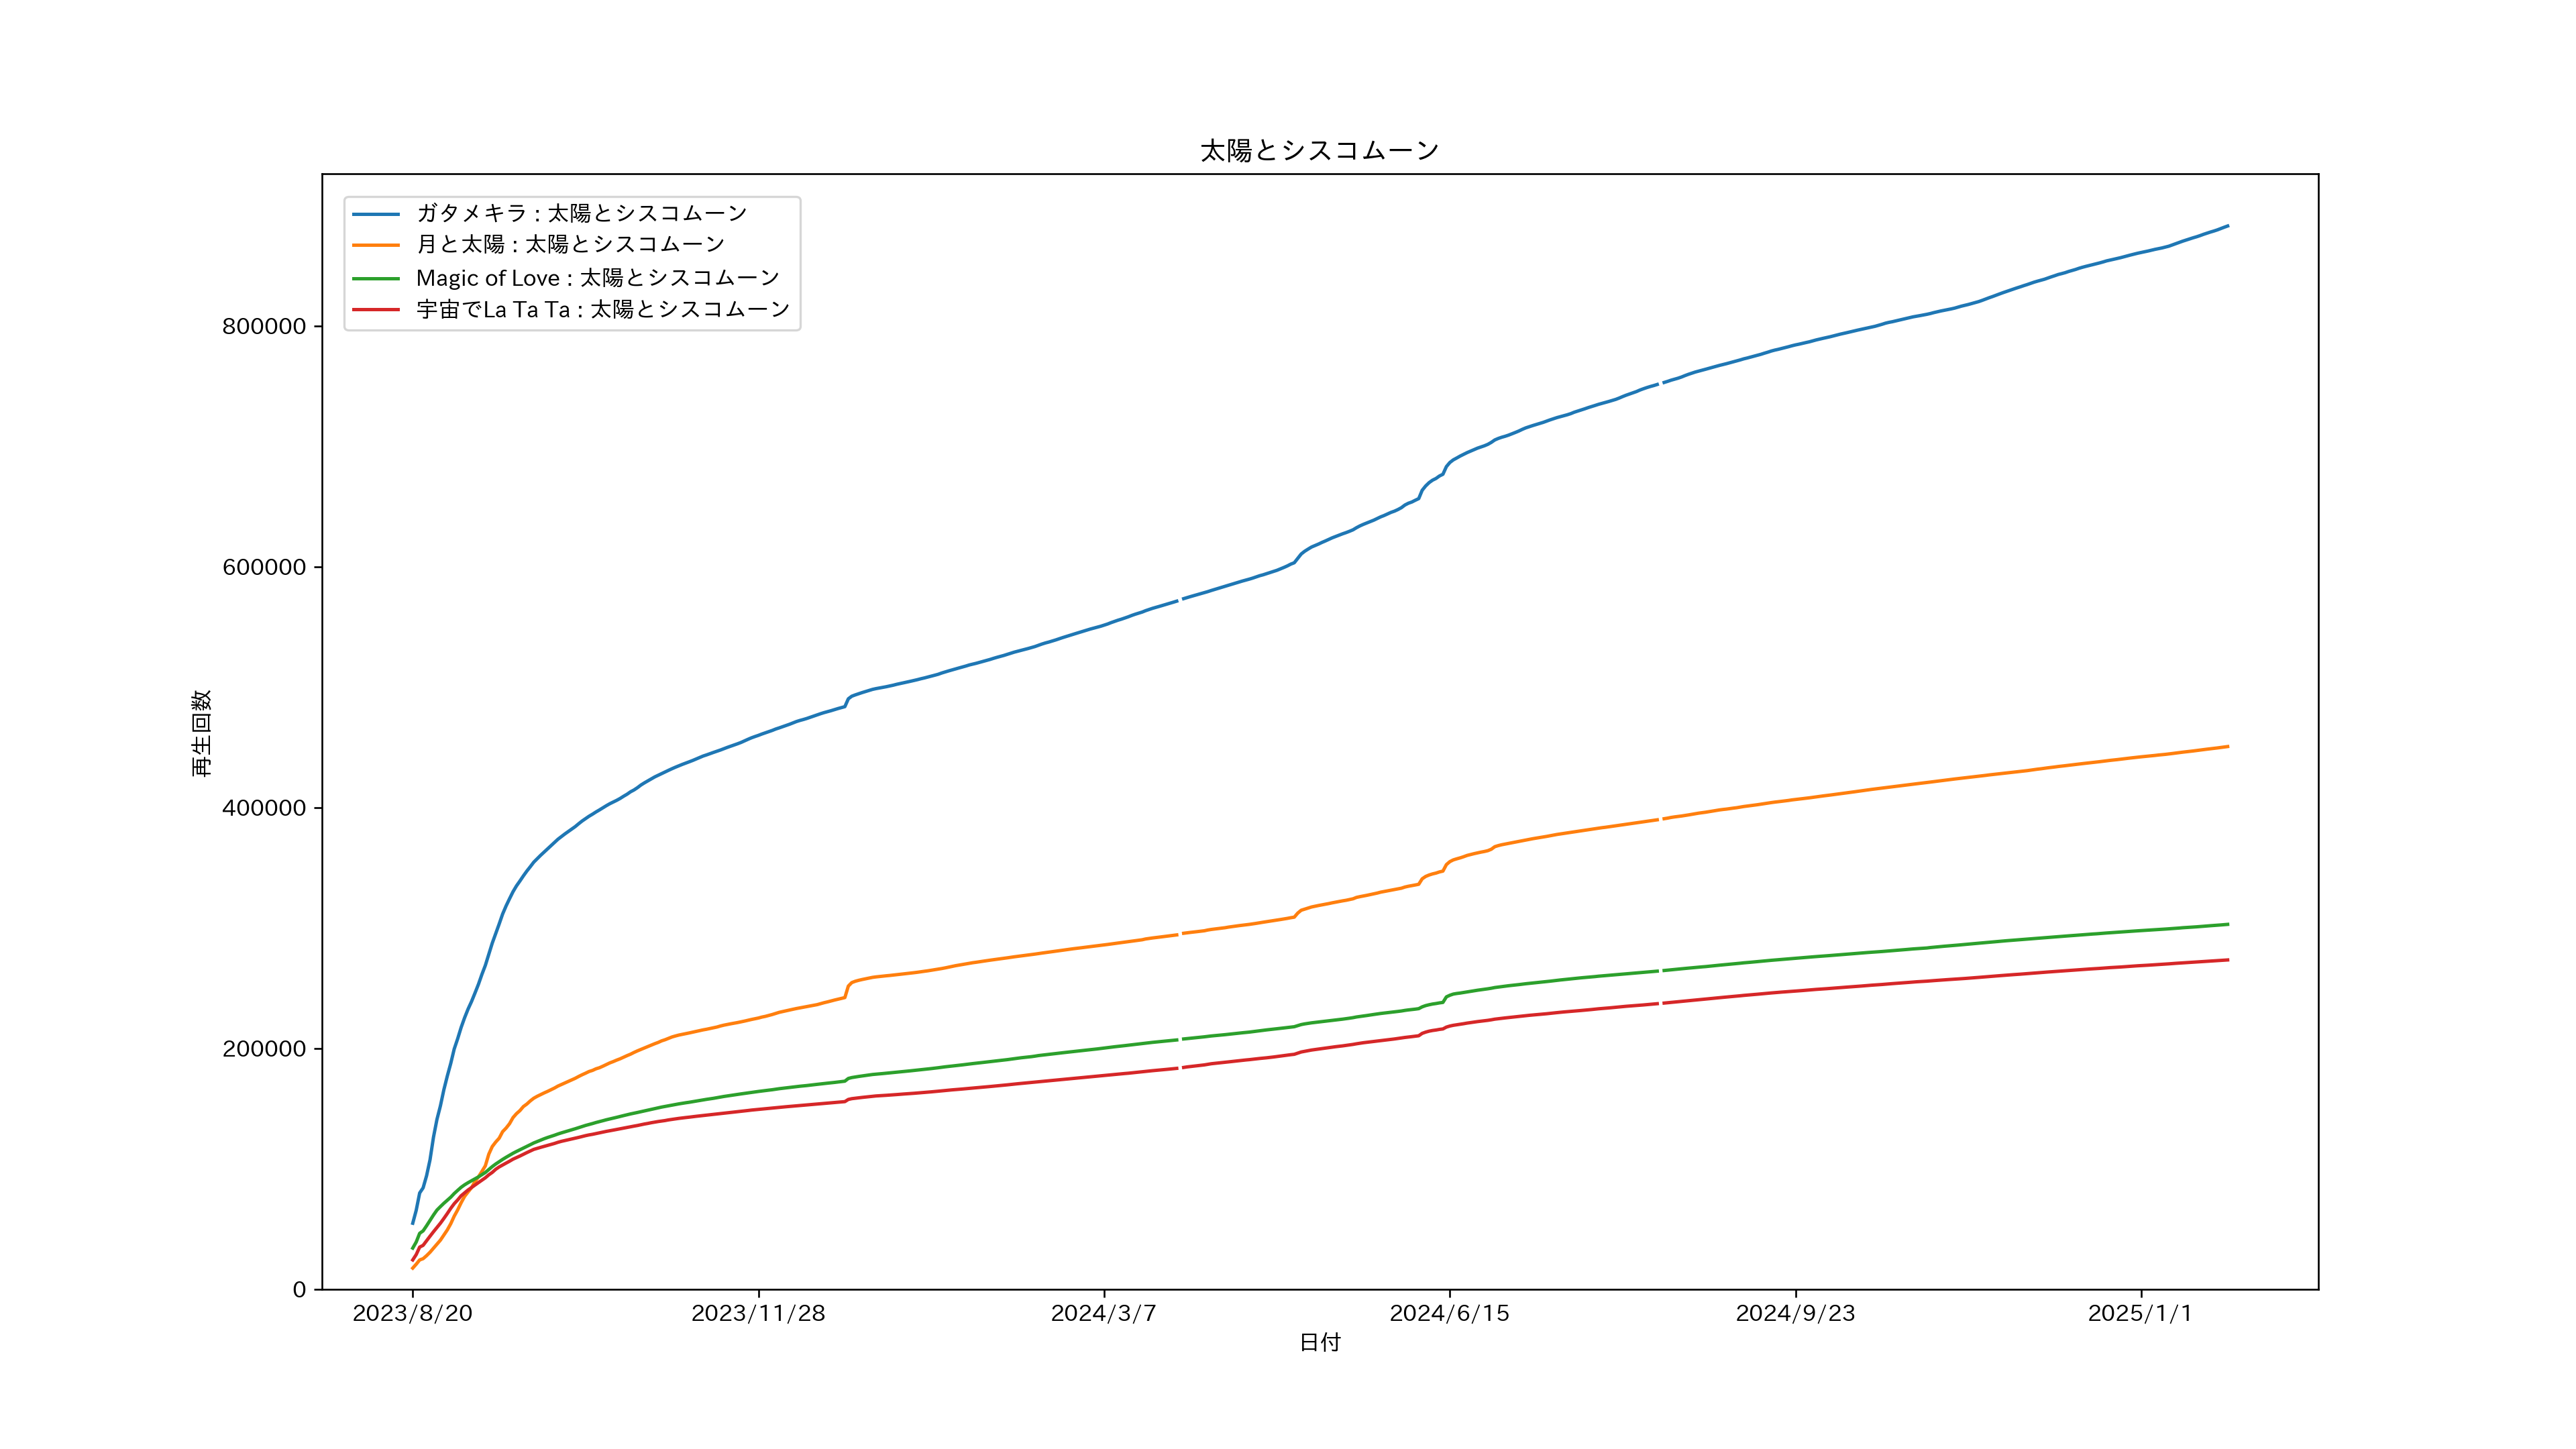 太陽とシスコムーン
ガタメキラ : 太陽とシスコムーン
月と太陽 : 太陽とシスコムーン
Magic of Love : 太陽とシスコムーン
宇宙でLa Ta Ta : 太陽とシスコムーン
800000
600000
400000
200000
0
再生回数
2023/8/20
2023/11/28
2024/3/7
2024/6/15
2024/9/23
2025/1/1
日付